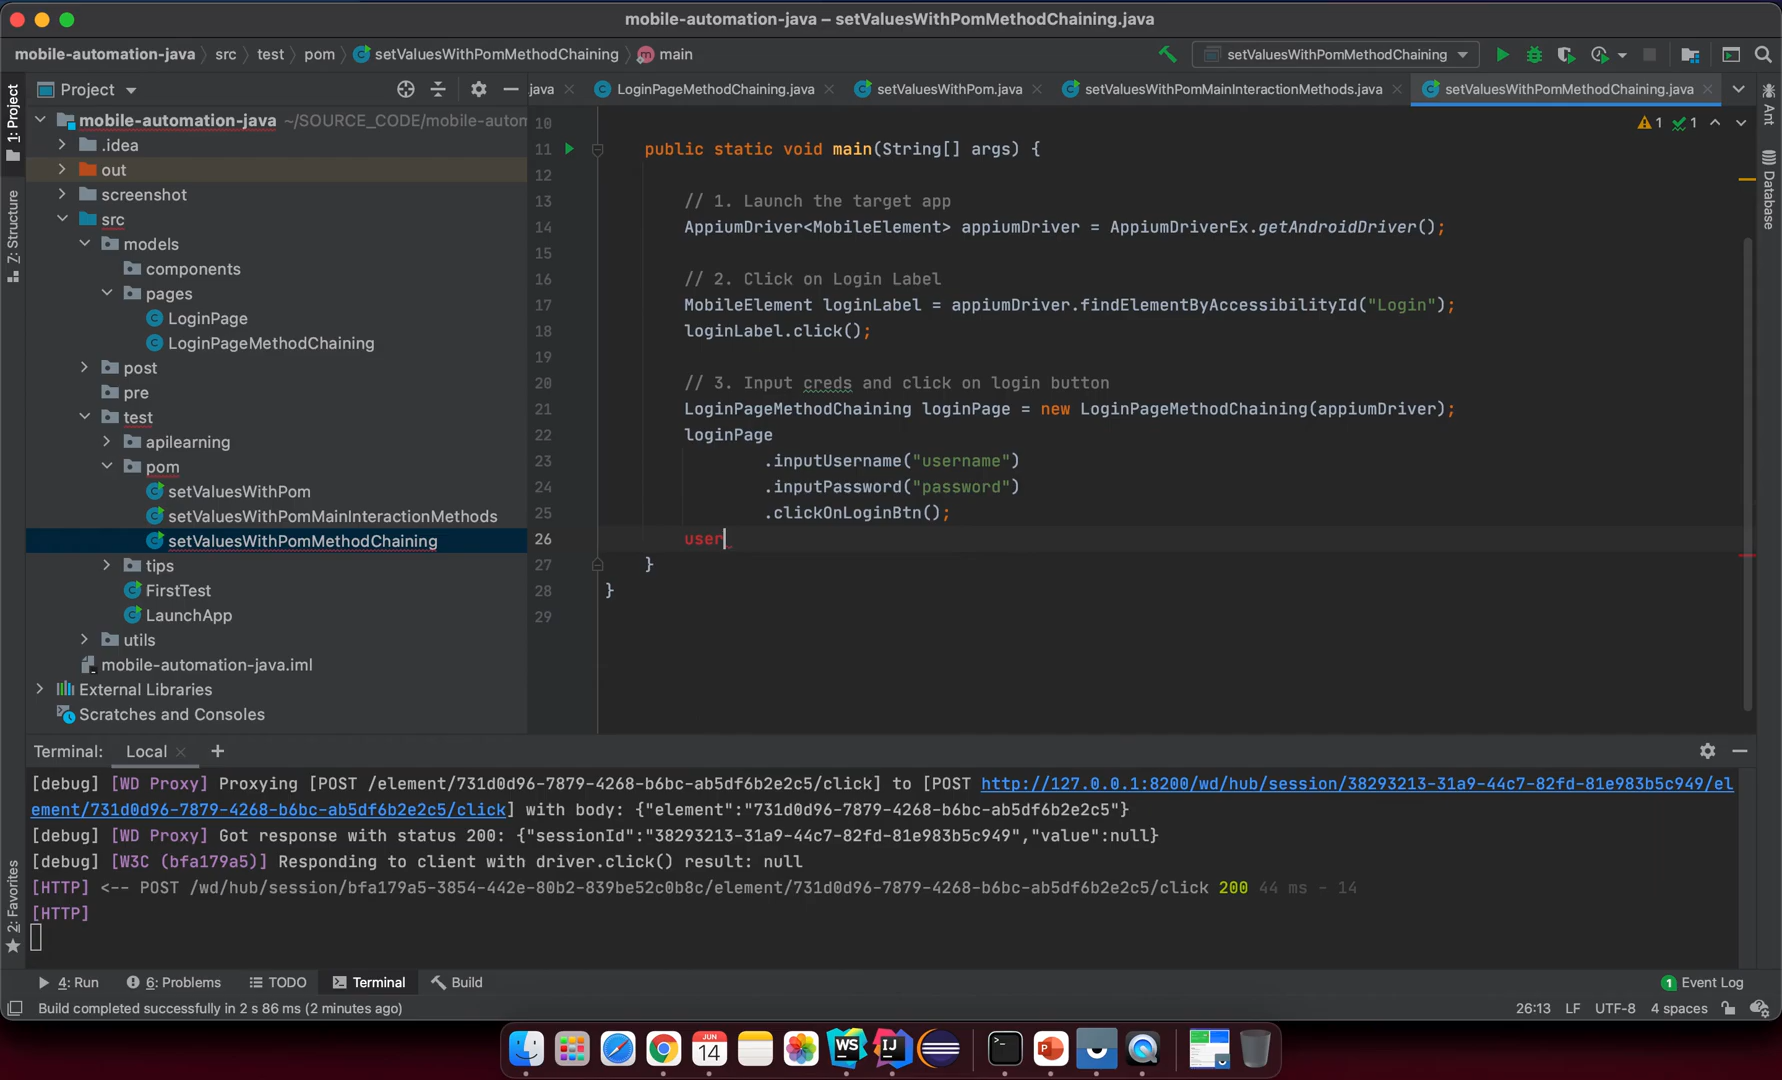 mobile-automation-java – setValuesWithPomMethodChaining.java
mobile-automation-java src test pom setValuesWithPomMethodChaining m main setValuesWithPomMethodChaining
1: Project
7: Structure
2: Favorites
Project
.java LoginPageMethodChaining.java setValuesWithPom.java setValuesWithPomMainInteractionMethods.java setValuesWithPomMethodChaining.java
Ant
Database
mobile-automation-java ~/SOURCE_CODE/mobile-autom
.idea
out
screenshot
src
models
components
pages
LoginPage
LoginPageMethodChaining
post
pre
test
apilearning
pom
setValuesWithPom
setValuesWithPomMainInteractionMethods
setValuesWithPomMethodChaining
tips
FirstTest
LaunchApp
utils
mobile-automation-java.iml
External Libraries
Scratches and Consoles
1 1
10
11 public static void main(String[] args) {
12
13 // 1. Launch the target app
14 AppiumDriver<MobileElement> appiumDriver = AppiumDriverEx.getAndroidDriver();
15
16 // 2. Click on Login Label
17 MobileElement loginLabel = appiumDriver.findElementByAccessibilityId("Login");
18 loginLabel.click();
19
20 // 3. Input creds and click on login button
21 LoginPageMethodChaining loginPage = new LoginPageMethodChaining(appiumDriver);
22 loginPage
23 .inputUsername("username")
24 .inputPassword("password")
25 .clickOnLoginBtn();
26 user
27 }
28 }
29
Terminal: Local +
[debug] [WD Proxy] Proxying [POST /element/731d0d96-7879-4268-b6bc-ab5df6b2e2c5/click] to [POST http://127.0.0.1:8200/wd/hub/session/38293213-31a9-44c7-82fd-81e983b5c949/el
ement/731d0d96-7879-4268-b6bc-ab5df6b2e2c5/click] with body: {"element":"731d0d96-7879-4268-b6bc-ab5df6b2e2c5"}
[debug] [WD Proxy] Got response with status 200: {"sessionId":"38293213-31a9-44c7-82fd-81e983b5c949","value":null}
[debug] [W3C (bfa179a5)] Responding to client with driver.click() result: null
[HTTP] <-- POST /wd/hub/session/bfa179a5-3854-442e-80b2-839be52c0b8c/element/731d0d96-7879-4268-b6bc-ab5df6b2e2c5/click 200 44 ms - 14
[HTTP]
4: Run 6: Problems TODO Terminal Build 1 Event Log
Build completed successfully in 2 s 86 ms (2 minutes ago) 26:13 LF UTF-8 4 spaces
JUN
14
WS
IJ
P